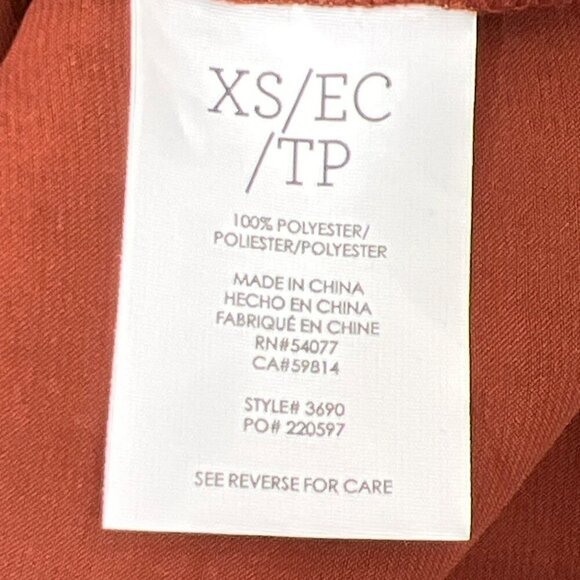 XS/EC
/TP
100% POLYESTER/
POLIESTER/POLYESTER
MADE IN CHINA
HECHO EN CHINA
FABRIQUÉ EN CHINE
RN#54077
CA#59814
STYLE# 3690
PO# 220597
SEE REVERSE FOR CARE